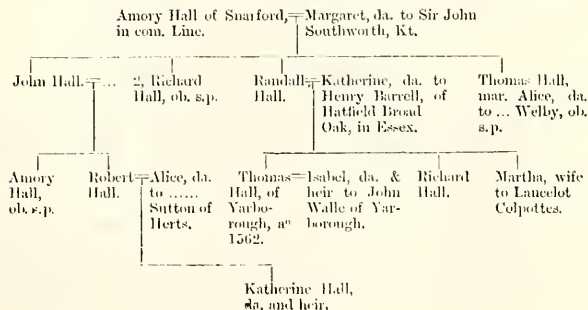 Amory Hall of Snarford, Margaret, da. to Sir John
in com. Linc. Southworth, Kt.
John Hall. ... 2, Richard Hall, ob. s.p.
Randall Hall. Katherine, da. to
Henry Barrell, of
Hatfield Broad
Oak, in Essex.
Thomas Hall,
mar. Alice, da.
to ... Welby, ob.
s.p.
Amory
Hall,
ob. s.p.
Robert
Hall.
Alice, da.
to ......
Sutton of
Herts.
Thomas
Hall, of
Yarbo-
rough, aº
1562.
Isabel, da. &
heir to John
Walle of Yar-
borough.
Richard
Hall.
Martha, wife
to Lancelot
Colpottes.
Katherine Hall,
da. and heir.